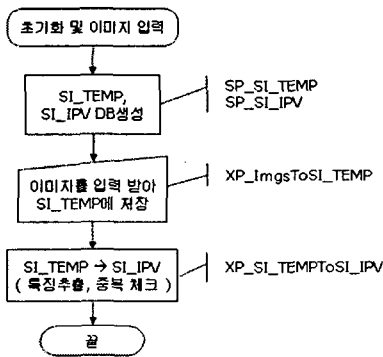 초기화 및 이미지 입력
SI_TEMP,
SI_IPV DB생성
SP_SI_TEMP
SP_SI_IPV
이미지를 입력 받아
SI_TEMP에 저장
XP_ImgsToSI_TEMP
SI_TEMP → SI_IPV
( 특징추출, 중복 체크 )
XP_SI_TEMPToSI_IPV
끝